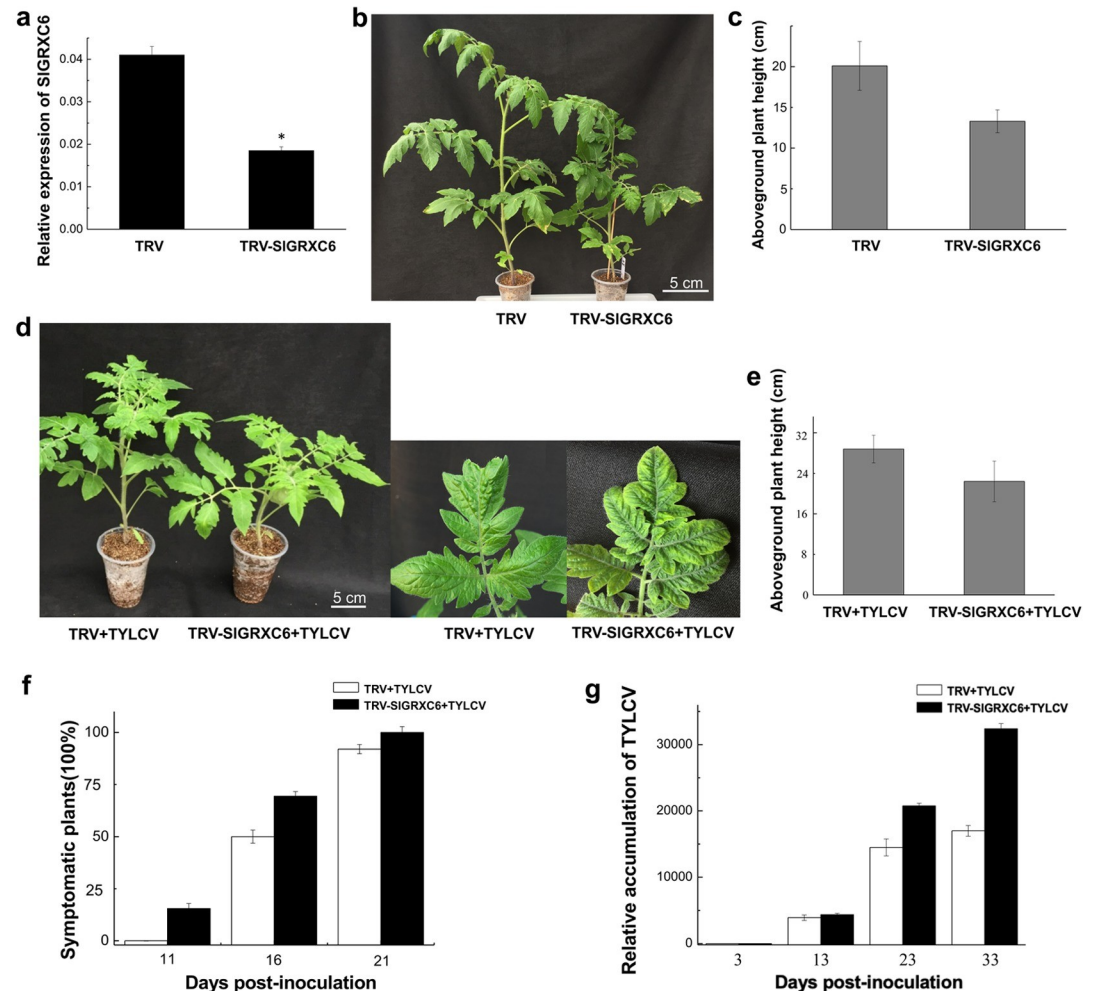 a
Relative expression of SlGRXC6
0.04
0.03
0.02
0.01
0.00
*
TRV
TRV-SlGRXC6
b
5 cm
TRV
TRV-SlGRXC6
c
Aboveground plant height (cm)
20
15
10
5
0
TRV
TRV-SlGRXC6
d
5 cm
TRV+TYLCV
TRV-SlGRXC6+TYLCV
TRV+TYLCV
TRV-SlGRXC6+TYLCV
e
Aboveground plant height (cm)
32
24
16
8
0
TRV+TYLCV
TRV-SlGRXC6+TYLCV
f
TRV+TYLCV
TRV-SlGRXC6+TYLCV
Symptomatic plants(100%)
100
75
50
25
0
11
16
21
Days post-inoculation
g
TRV+TYLCV
TRV-SlGRXC6+TYLCV
Relative accumulation of TYLCV
30000
20000
10000
0
3
13
23
33
Days post-inoculation